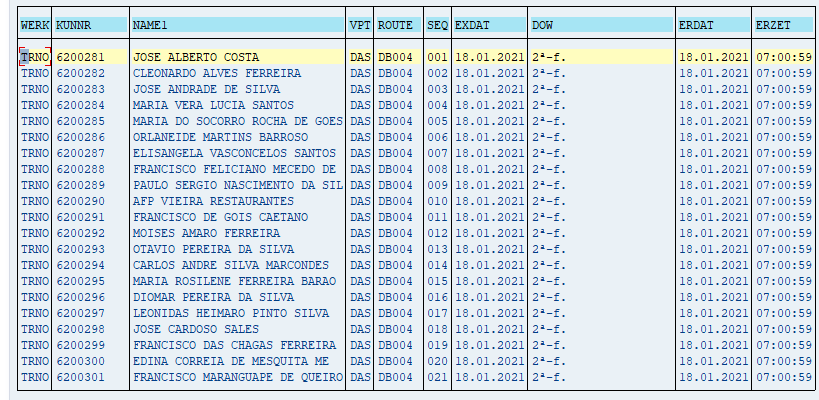 WERK KUNNR NAME1 VPT ROUTE SEQ EXDAT DOW ERDAT ERZET
TRNO 6200281 JOSE ALBERTO COSTA DAS DB004 001 18.01.2021 2ª-f. 18.01.2021 07:00:59
TRNO 6200282 CLEONARDO ALVES FERREIRA DAS DB004 002 18.01.2021 2ª-f. 18.01.2021 07:00:59
TRNO 6200283 JOSE ANDRADE DE SILVA DAS DB004 003 18.01.2021 2ª-f. 18.01.2021 07:00:59
TRNO 6200284 MARIA VERA LUCIA SANTOS DAS DB004 004 18.01.2021 2ª-f. 18.01.2021 07:00:59
TRNO 6200285 MARIA DO SOCORRO ROCHA DE GOES DAS DB004 005 18.01.2021 2ª-f. 18.01.2021 07:00:59
TRNO 6200286 ORLANEIDE MARTINS BARROSO DAS DB004 006 18.01.2021 2ª-f. 18.01.2021 07:00:59
TRNO 6200287 ELISANGELA VASCONCELOS SANTOS DAS DB004 007 18.01.2021 2ª-f. 18.01.2021 07:00:59
TRNO 6200288 FRANCISCO FELICIANO MECEDO DE DAS DB004 008 18.01.2021 2ª-f. 18.01.2021 07:00:59
TRNO 6200289 PAULO SERGIO NASCIMENTO DA SIL DAS DB004 009 18.01.2021 2ª-f. 18.01.2021 07:00:59
TRNO 6200290 AFP VIEIRA RESTAURANTES DAS DB004 010 18.01.2021 2ª-f. 18.01.2021 07:00:59
TRNO 6200291 FRANCISCO DE GOIS CAETANO DAS DB004 011 18.01.2021 2ª-f. 18.01.2021 07:00:59
TRNO 6200292 MOISES AMARO FERREIRA DAS DB004 012 18.01.2021 2ª-f. 18.01.2021 07:00:59
TRNO 6200293 OTAVIO PEREIRA DA SILVA DAS DB004 013 18.01.2021 2ª-f. 18.01.2021 07:00:59
TRNO 6200294 CARLOS ANDRE SILVA MARCONDES DAS DB004 014 18.01.2021 2ª-f. 18.01.2021 07:00:59
TRNO 6200295 MARIA ROSILENE FERREIRA BARAO DAS DB004 015 18.01.2021 2ª-f. 18.01.2021 07:00:59
TRNO 6200296 DIOMAR PEREIRA DA SILVA DAS DB004 016 18.01.2021 2ª-f. 18.01.2021 07:00:59
TRNO 6200297 LEONIDAS HEIMARO PINTO SILVA DAS DB004 017 18.01.2021 2ª-f. 18.01.2021 07:00:59
TRNO 6200298 JOSE CARDOSO SALES DAS DB004 018 18.01.2021 2ª-f. 18.01.2021 07:00:59
TRNO 6200299 FRANCISCO DAS CHAGAS FERREIRA DAS DB004 019 18.01.2021 2ª-f. 18.01.2021 07:00:59
TRNO 6200300 EDINA CORREIA DE MESQUITA ME DAS DB004 020 18.01.2021 2ª-f. 18.01.2021 07:00:59
TRNO 6200301 FRANCISCO MARANGUAPE DE QUEIRO DAS DB004 021 18.01.2021 2ª-f. 18.01.2021 07:00:59